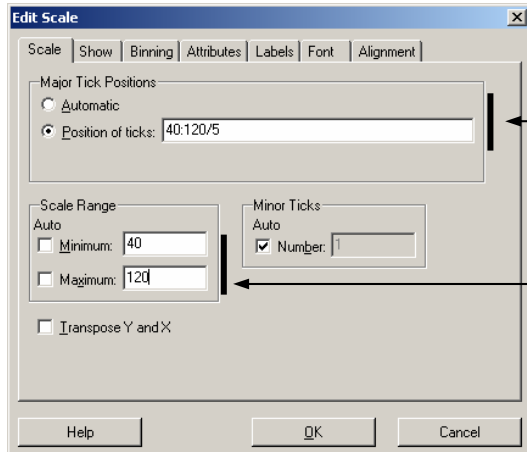 Edit Scale
Scale Show Binning Attributes Labels Font Alignment
Major Tick Positions
Automatic
Position of ticks: 40:120/5
Scale Range
Auto
Minimum: 40
Maximum: 120
Minor Ticks
Auto
Number: 1
Transpose Y and X
Help OK Cancel